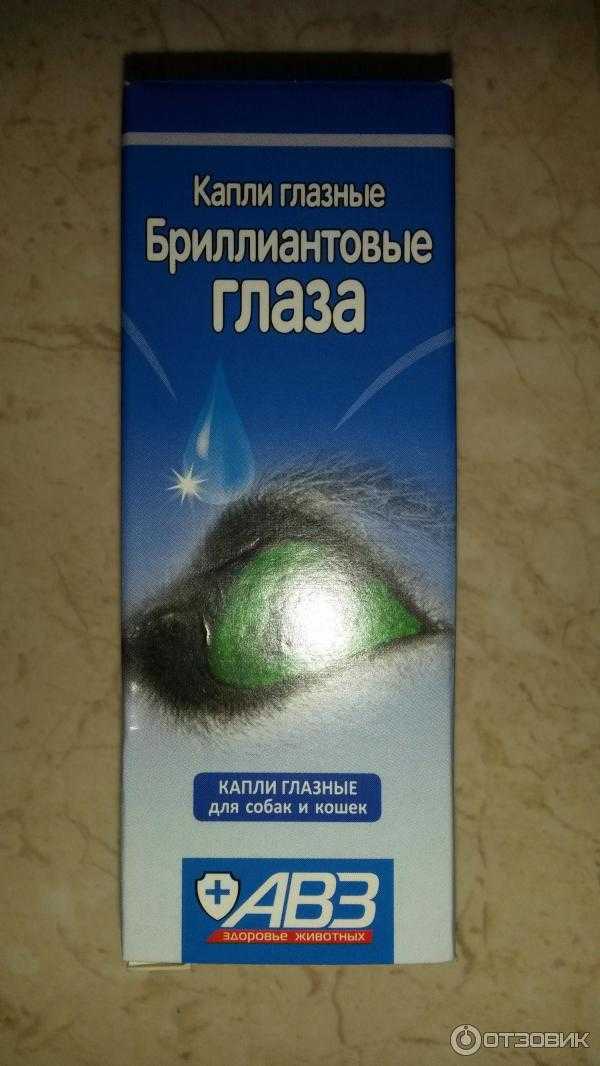 Капли глазные
Бриллиантовые
глаза
КАПЛИ ГЛАЗНЫЕ
для собак и кошек
АВЗ
ЗДОРОВЬЕ ЖИВОТНЫХ
ОТЗОВИК